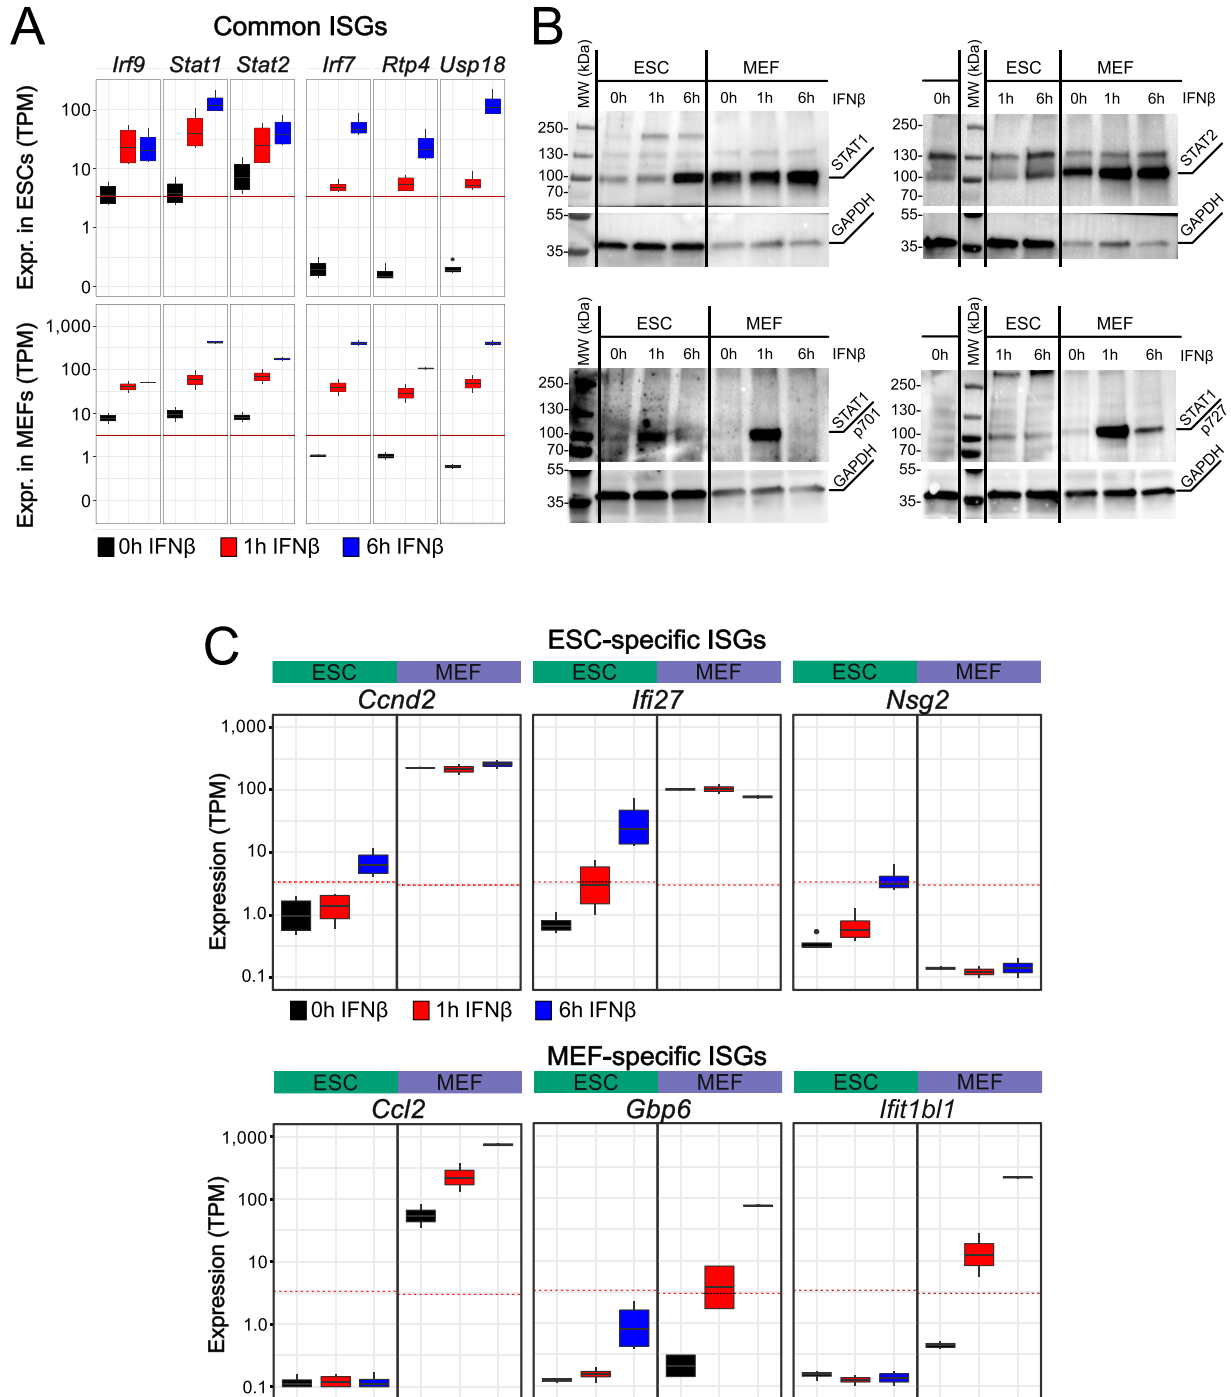 A
Common ISGs
Irf9 Stat1 Stat2 Irf7 Rtp4 Usp18
Expr. in ESCs (TPM)
100
10
1
0
Expr. in MEFs (TPM)
1,000
100
10
1
0
0h IFNβ 1h IFNβ 6h IFNβ
B
MW (kDa)
ESC MEF
0h 1h 6h 0h 1h 6h IFNβ
250-
130-
100-
70-
55-
35-
STAT1
GAPDH
MW (kDa)
ESC MEF
0h 1h 6h 0h 1h 6h IFNβ
250-
130-
100-
70-
55-
35-
STAT2
GAPDH
MW (kDa)
ESC MEF
0h 1h 6h 0h 1h 6h IFNβ
250-
130-
100-
70-
55-
35-
STAT1
p701
GAPDH
MW (kDa)
ESC MEF
0h 1h 6h 0h 1h 6h IFNβ
250-
130-
100-
70-
55-
35-
STAT1
p727
GAPDH
C
ESC-specific ISGs
ESC MEF ESC MEF ESC MEF
Ccnd2 Ifi27 Nsg2
Expression (TPM)
1,000
100
10
1.0
0.1
0h IFNβ 1h IFNβ 6h IFNβ
MEF-specific ISGs
ESC MEF ESC MEF ESC MEF
Ccl2 Gbp6 Ifit1bl1
Expression (TPM)
1,000
100
10
1.0
0.1